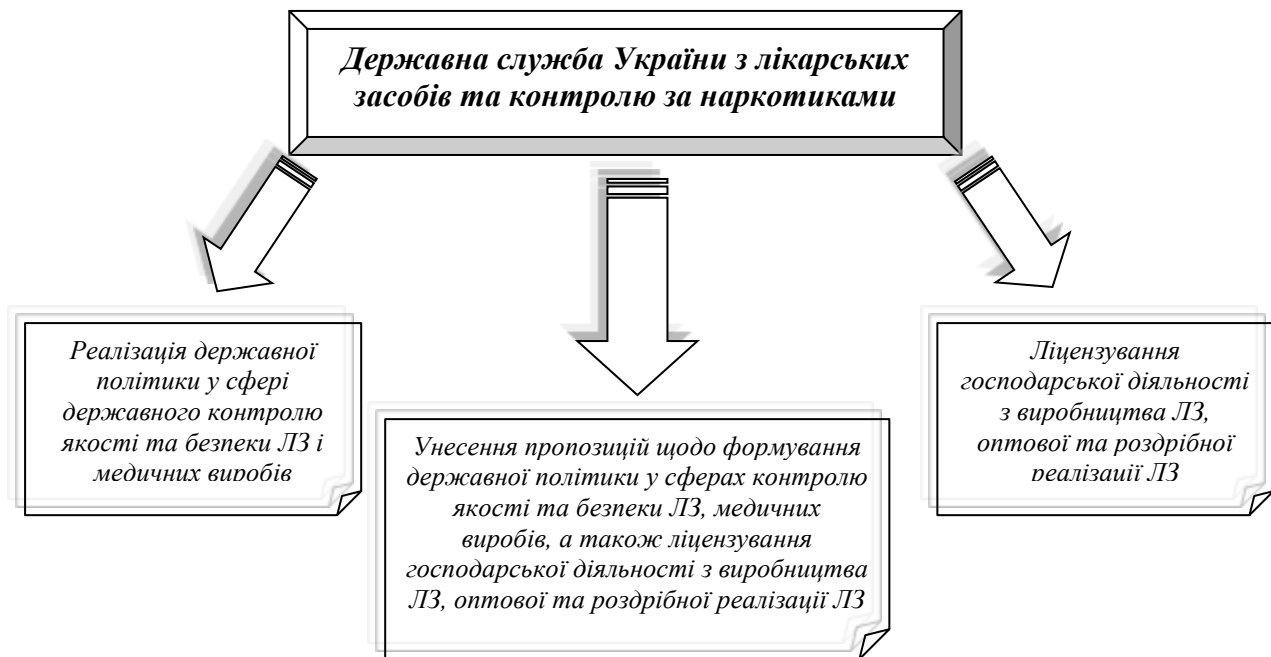 Державна служба України з лікарських
засобів та контролю за наркотиками
Реалізація державної
політики у сфері
державного контролю
якості та безпеки ЛЗ і
медичних виробів
Унесення пропозицій щодо формування
державної політики у сферах контролю
якості та безпеки ЛЗ, медичних
виробів, а також ліцензування
господарської діяльності з виробництва
ЛЗ, оптової та роздрібної реалізації ЛЗ
Ліцензування
господарської діяльності
з виробництва ЛЗ,
оптової та роздрібної
реалізації ЛЗ